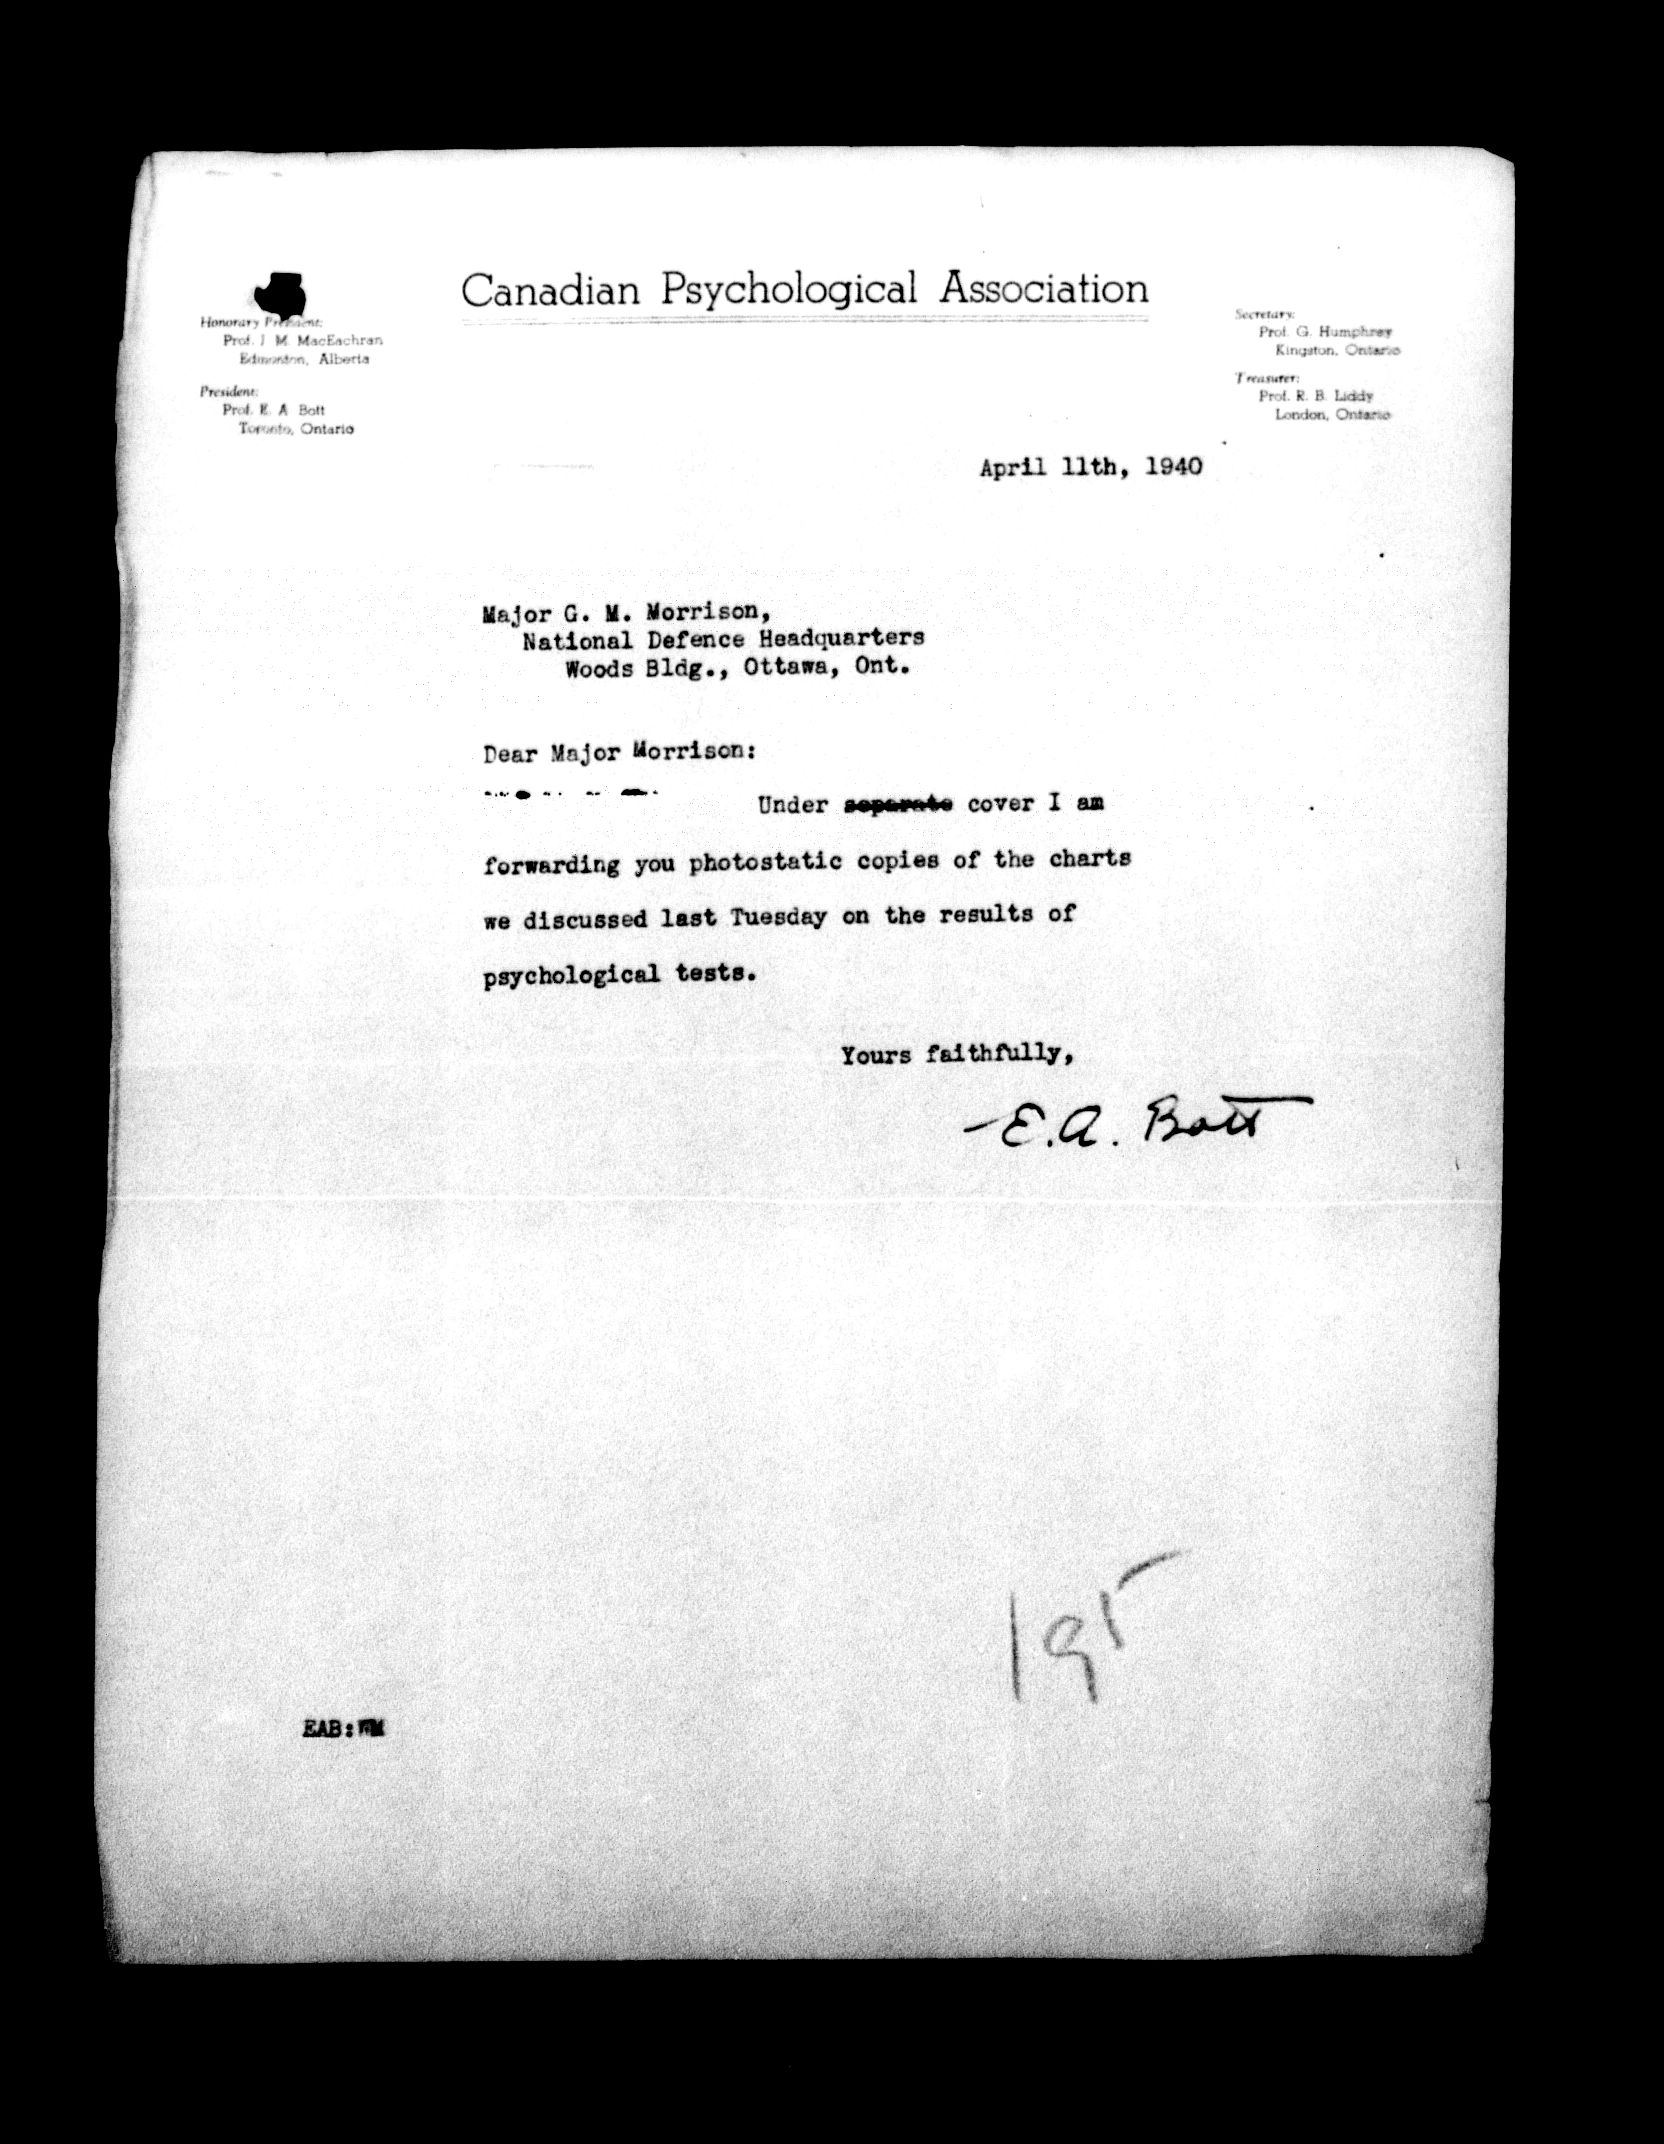 Canadian Psychological Association
Honorary President:
Prof. J. M. MacEachran
Edmonton, Alberta
President:
Prof. E. A. Bott
Toronto, Ontario
Secretary:
Prof. G. Humphrey
Kingston, Ontario
Treasurer:
Prof. R. B. Liddy
London, Ontario
April 11th, 1940
Major G. M. Morrison,
National Defence Headquarters
Woods Bldg., Ottawa, Ont.
Dear Major Morrison:
Under separate cover I am
forwarding you photostatic copies of the charts
we discussed last Tuesday on the results of
psychological tests.
Yours faithfully,
E.A. Bott
195
EAB:WM